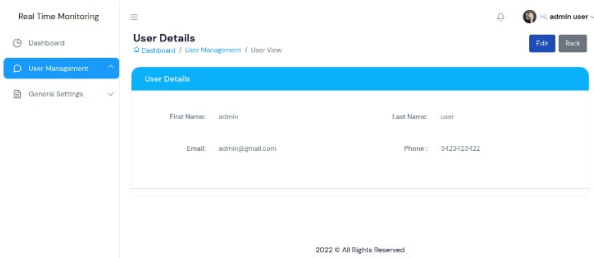 Real Time Monitoring
Hi, admin user
Dashboard
User Management
General Settings
User Details
Dashboard / User Management / User View
Edit
Back
User Details
First Name: admin
Last Name: user
Email: admin@gmail.com
Phone : 3423423422
2022 © All Rights Reserved